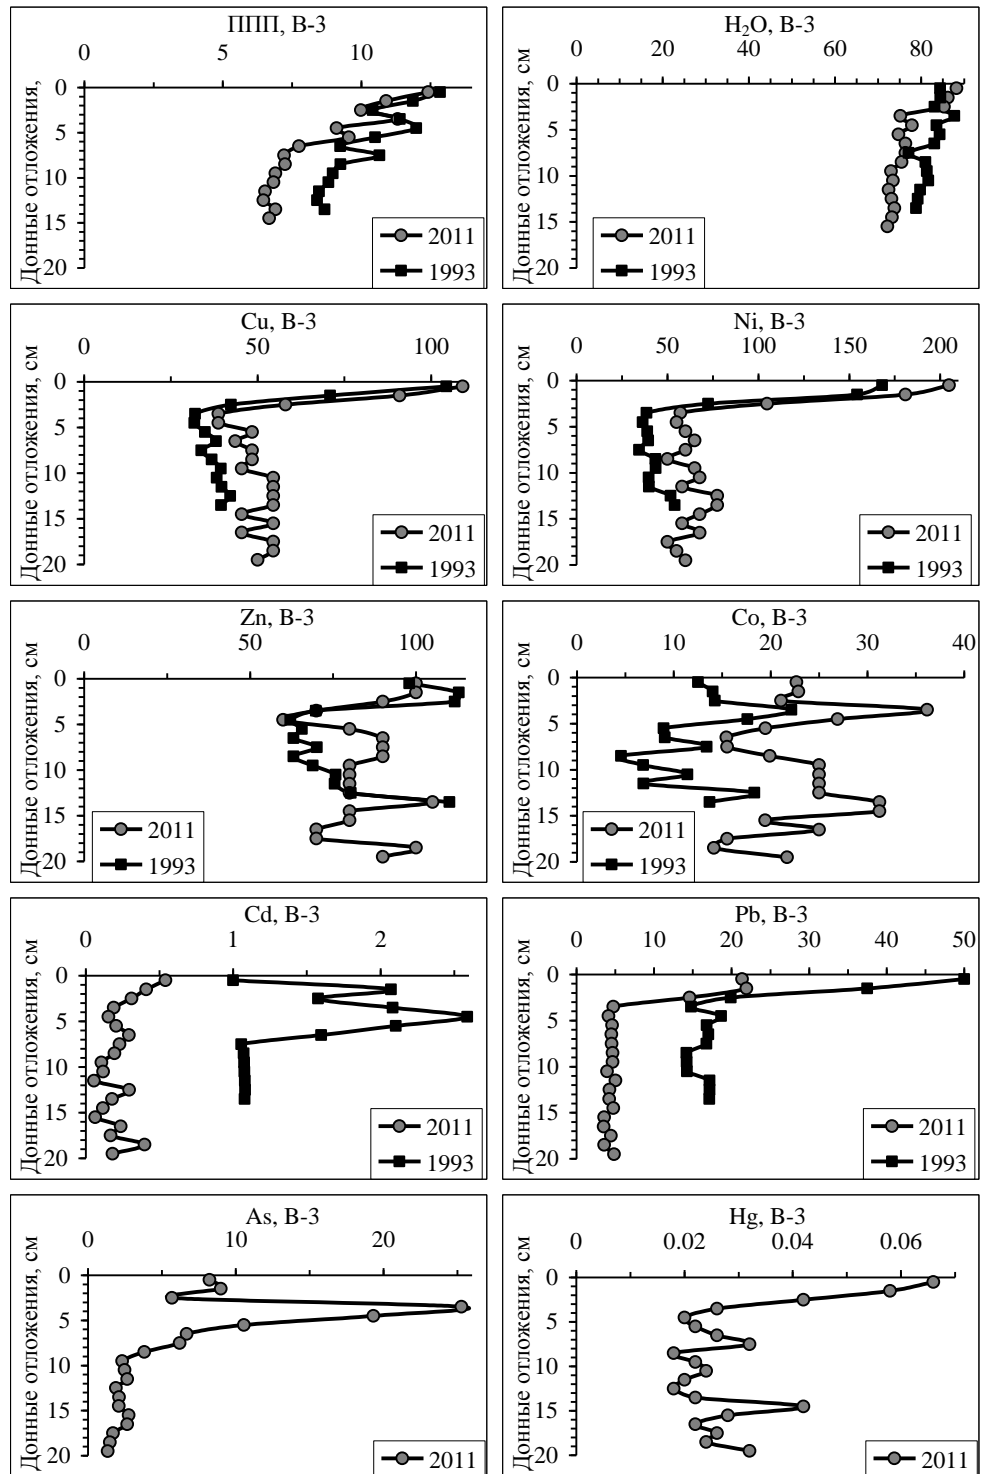 ППП, В-3
0 5 10
Донные отложения,
0
5
10
15
20
2011
1993
H₂O, В-3
0 20 40 60 80
Донные отложения, см
0
5
10
15
20
2011
1993
Cu, В-3
0 50 100
Донные отложения, см
0
5
10
15
20
2011
1993
Ni, В-3
0 50 100 150 200
Донные отложения, см
0
5
10
15
20
2011
1993
Zn, В-3
0 50 100
Донные отложения, см
0
5
10
15
20
2011
1993
Co, В-3
0 10 20 30 40
Донные отложения, см
0
5
10
15
20
2011
1993
Cd, В-3
0 1 2
Донные отложения, см
0
5
10
15
20
2011
1993
Pb, В-3
0 10 20 30 40 50
Донные отложения, см
0
5
10
15
20
2011
1993
As, В-3
0 10 20
Донные отложения, см
0
5
10
15
20
2011
Hg, В-3
0 0.02 0.04 0.06
Донные отложения, см
0
5
10
15
20
2011